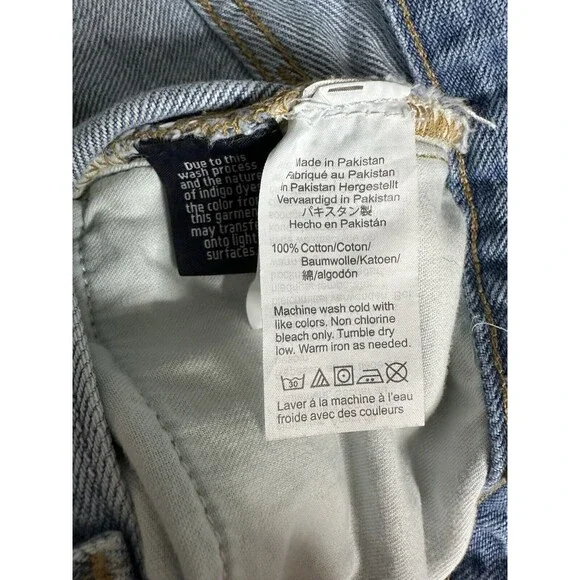 Due to this
wash process
and the nature
of indigo dyes
the color from
this garment
may transfer
onto light
surfaces.
Made in Pakistan
Fabriqué au Pakistan
in Pakistan Hergestellt
Vervaardigd in Pakistan
パキスタン製
Hecho en Pakistán
100% Cotton/Coton/
Baumwolle/Katoen/
綿/algodón
Machine wash cold with
like colors. Non chlorine
bleach only. Tumble dry
low. Warm iron as needed.
30
Laver á la machine à l'eau
froide avec des couleurs